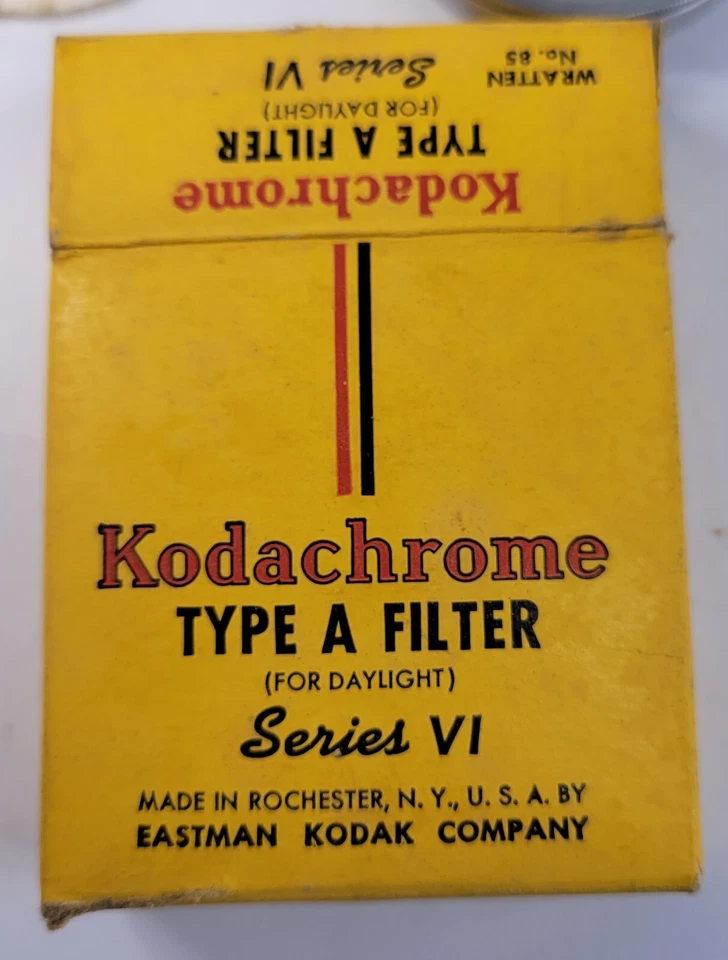 WRATTEN
No. 85
Series VI
(FOR DAYLIGHT)
TYPE A FILTER
Kodachrome
Kodachrome
TYPE A FILTER
(FOR DAYLIGHT)
Series VI
MADE IN ROCHESTER, N. Y., U. S. A. BY
EASTMAN KODAK COMPANY